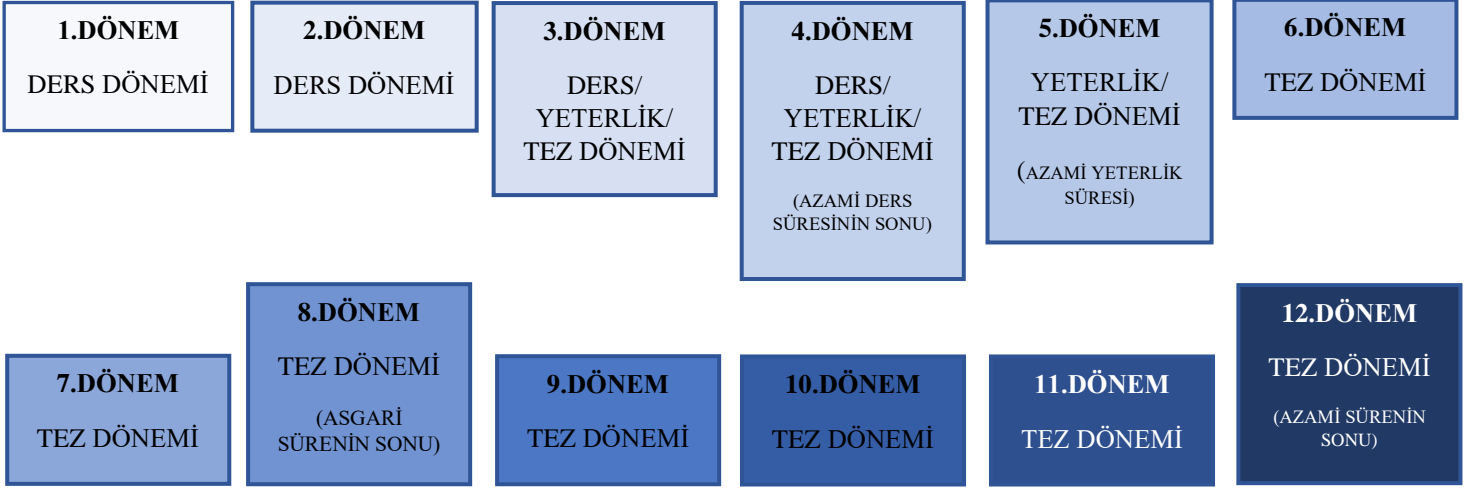 1.DÖNEM
DERS DÖNEMİ
2.DÖNEM
DERS DÖNEMİ
3.DÖNEM
DERS/
YETERLİK/
TEZ DÖNEMİ
4.DÖNEM
DERS/
YETERLİK/
TEZ DÖNEMİ
(AZAMİ DERS
SÜRESİNİN SONU)
5.DÖNEM
YETERLİK/
TEZ DÖNEMİ
(AZAMİ YETERLİK
SÜRESİ)
6.DÖNEM
TEZ DÖNEMİ
7.DÖNEM
TEZ DÖNEMİ
8.DÖNEM
TEZ DÖNEMİ
(ASGARİ
SÜRENİN SONU)
9.DÖNEM
TEZ DÖNEMİ
10.DÖNEM
TEZ DÖNEMİ
11.DÖNEM
TEZ DÖNEMİ
12.DÖNEM
TEZ DÖNEMİ
(AZAMİ SÜRENİN
SONU)